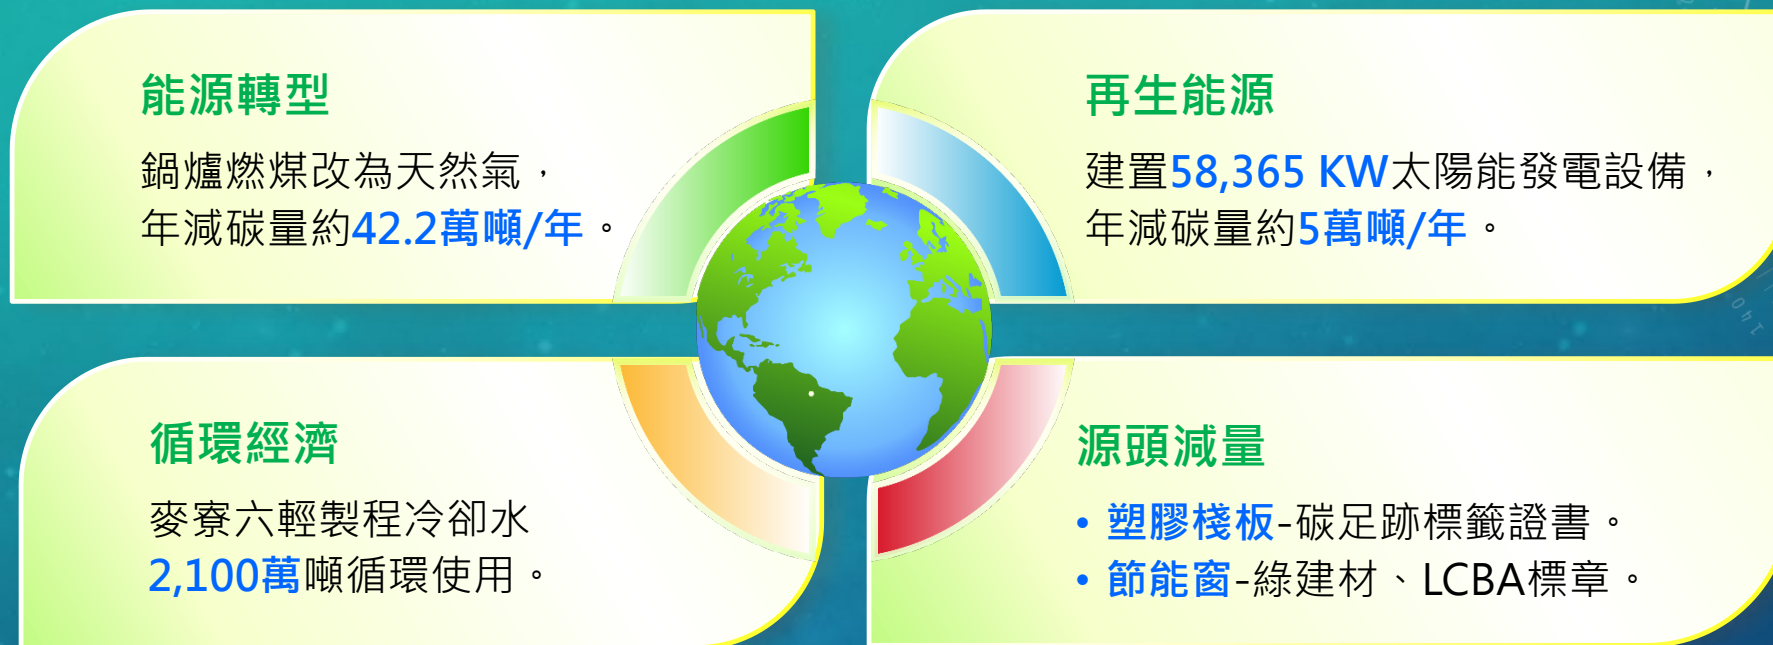 能源轉型
鍋爐燃煤改為天然氣，
年減碳量約42.2萬噸/年。
再生能源
建置58,365 KW太陽能發電設備，
年減碳量約5萬噸/年。
循環經濟
麥寮六輕製程冷卻水
2,100萬噸循環使用。
源頭減量
• 塑膠棧板-碳足跡標籤證書。
• 節能窗-綠建材、LCBA標章。
140